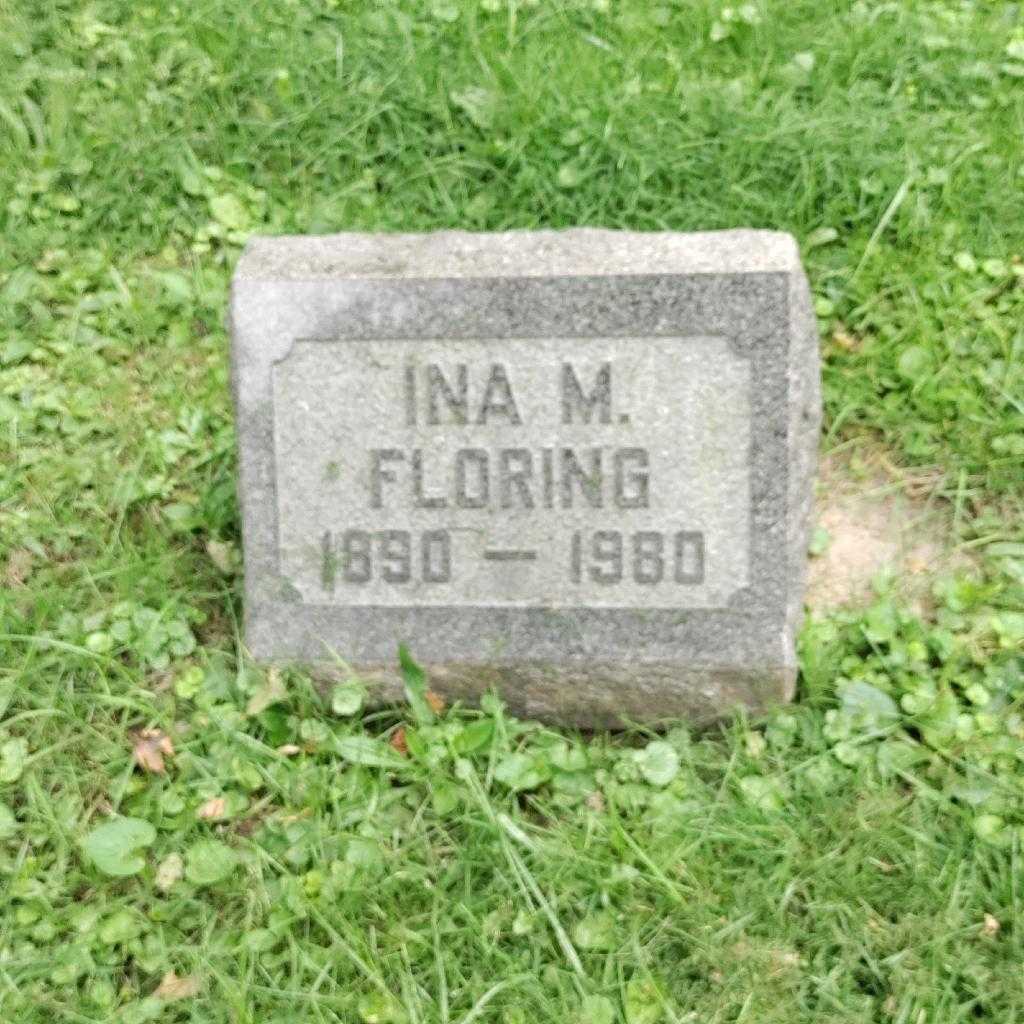 INA M.
FLORING
1890 — 1980